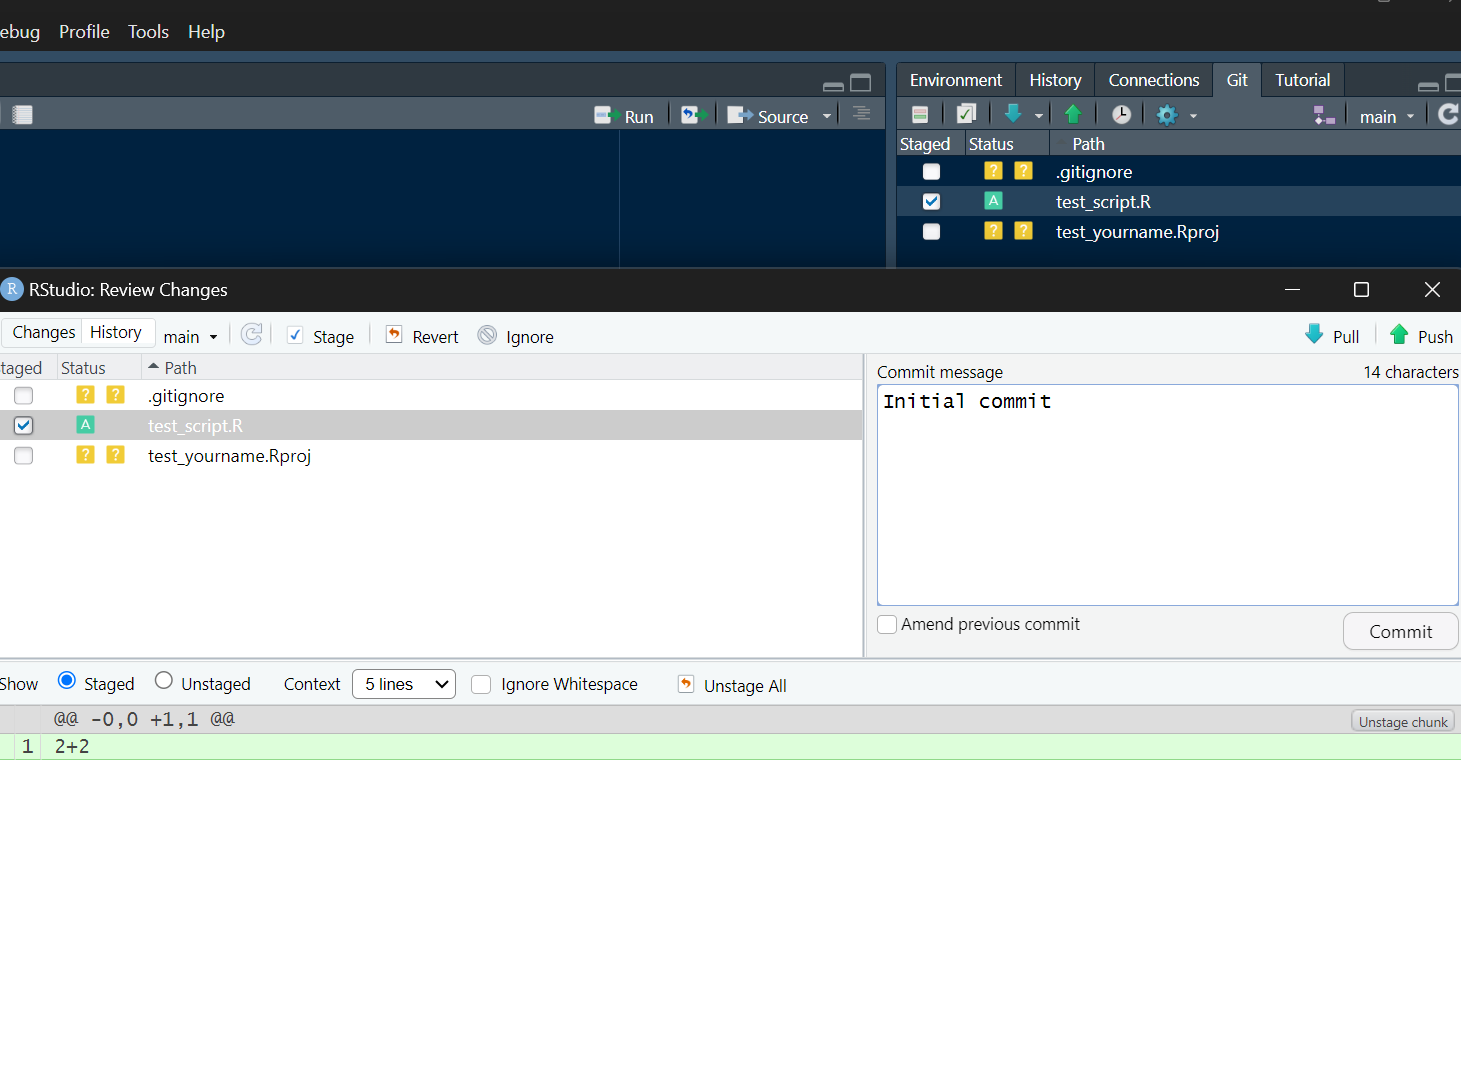 ebug Profile Tools Help
Environment History Connections Git Tutorial
Run Source main
Staged Status Path
? ? .gitignore
A test_script.R
? ? test_yourname.Rproj
R RStudio: Review Changes
Changes History main Stage Revert Ignore Pull Push
taged Status Path
? ? .gitignore
A test_script.R
? ? test_yourname.Rproj
Commit message 14 characters
Initial commit
Amend previous commit
Commit
Show Staged Unstaged Context 5 lines Ignore Whitespace Unstage All
@@ -0,0 +1,1 @@ Unstage chunk
1 2+2